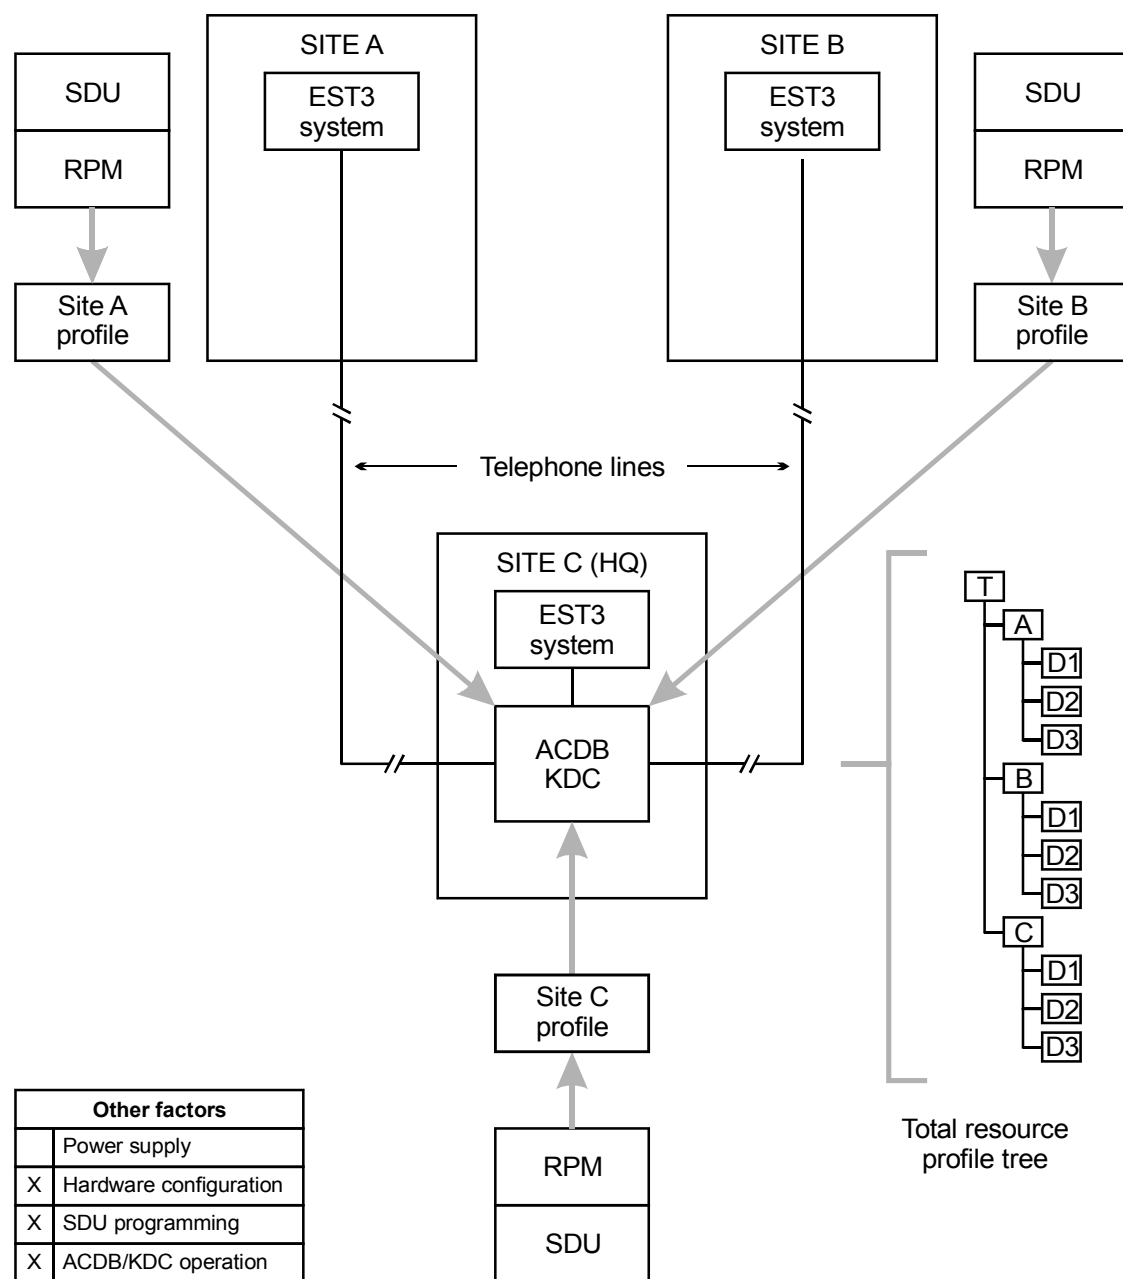 SITE A
SITE B
SDU
RPM
EST3
system
EST3
system
SDU
RPM
Site A
profile
Site B
profile
Telephone lines
SITE C (HQ)
EST3
system
ACDB
KDC
T
A
D1
D2
D3
B
D1
D2
D3
C
D1
D2
D3
Total resource
profile tree
Site C
profile
RPM
SDU
Other factors
Power supply
X Hardware configuration
X SDU programming
X ACDB/KDC operation